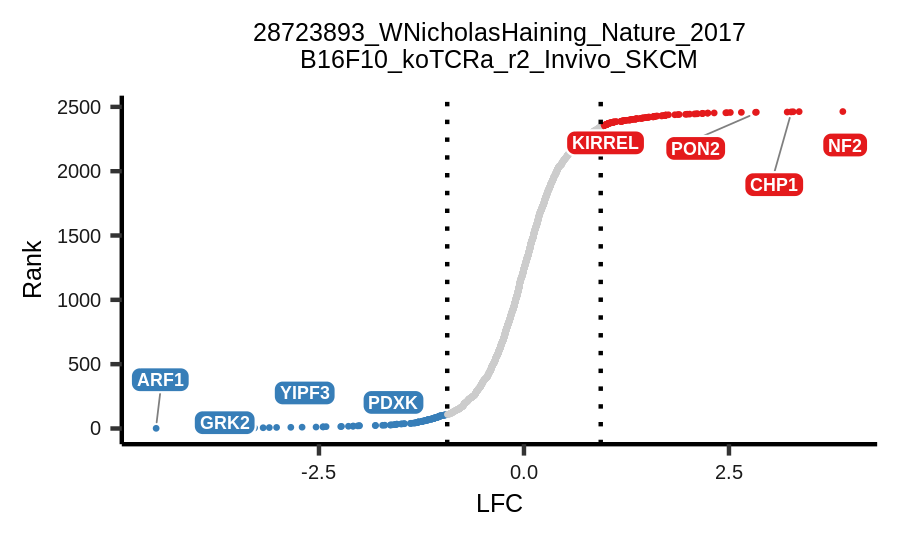 28723893_WNicholasHaining_Nature_2017
B16F10_koTCRa_r2_Invivo_SKCM
2500
2000
1500
1000
500
0
Rank
KIRREL
PON2
NF2
CHP1
ARF1
YIPF3
PDXK
GRK2
-2.5
0.0
2.5
LFC